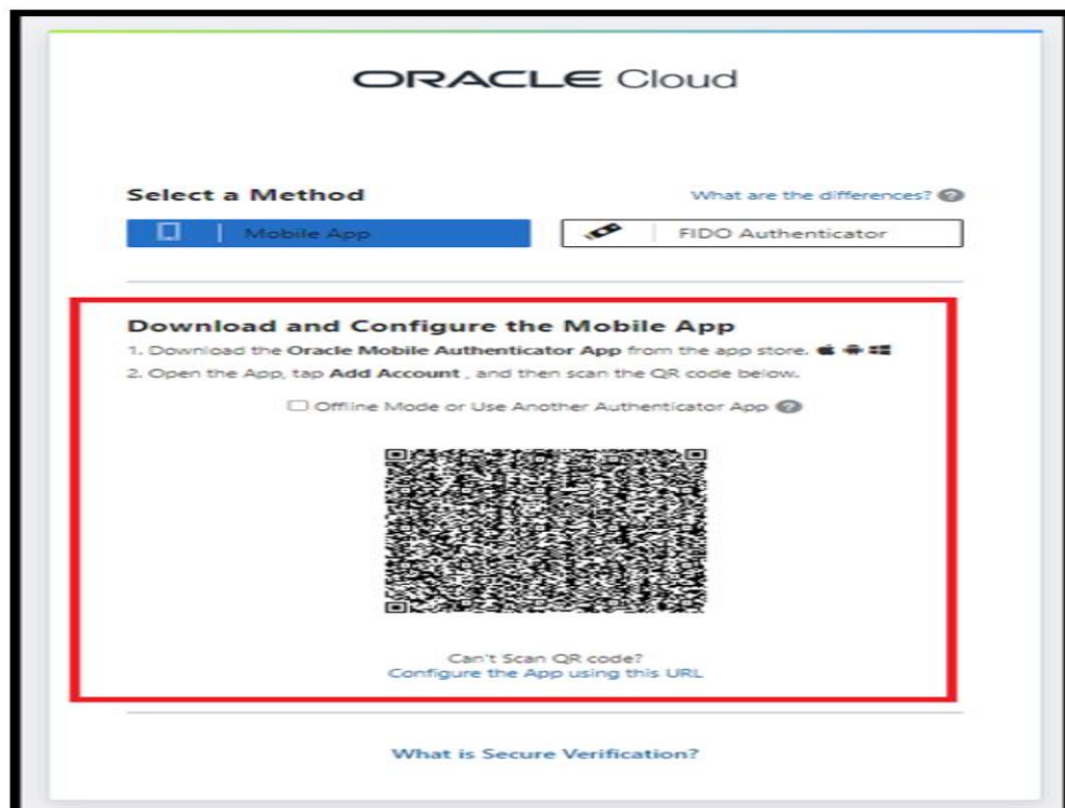 ORACLE Cloud
Select a Method
What are the differences?
Mobile App
FIDO Authenticator
Download and Configure the Mobile App
1. Download the Oracle Mobile Authenticator App from the app store.
2. Open the App, tap Add Account , and then scan the QR code below.
Offline Mode or Use Another Authenticator App
Can't Scan QR code?
Configure the App using this URL
What is Secure Verification?